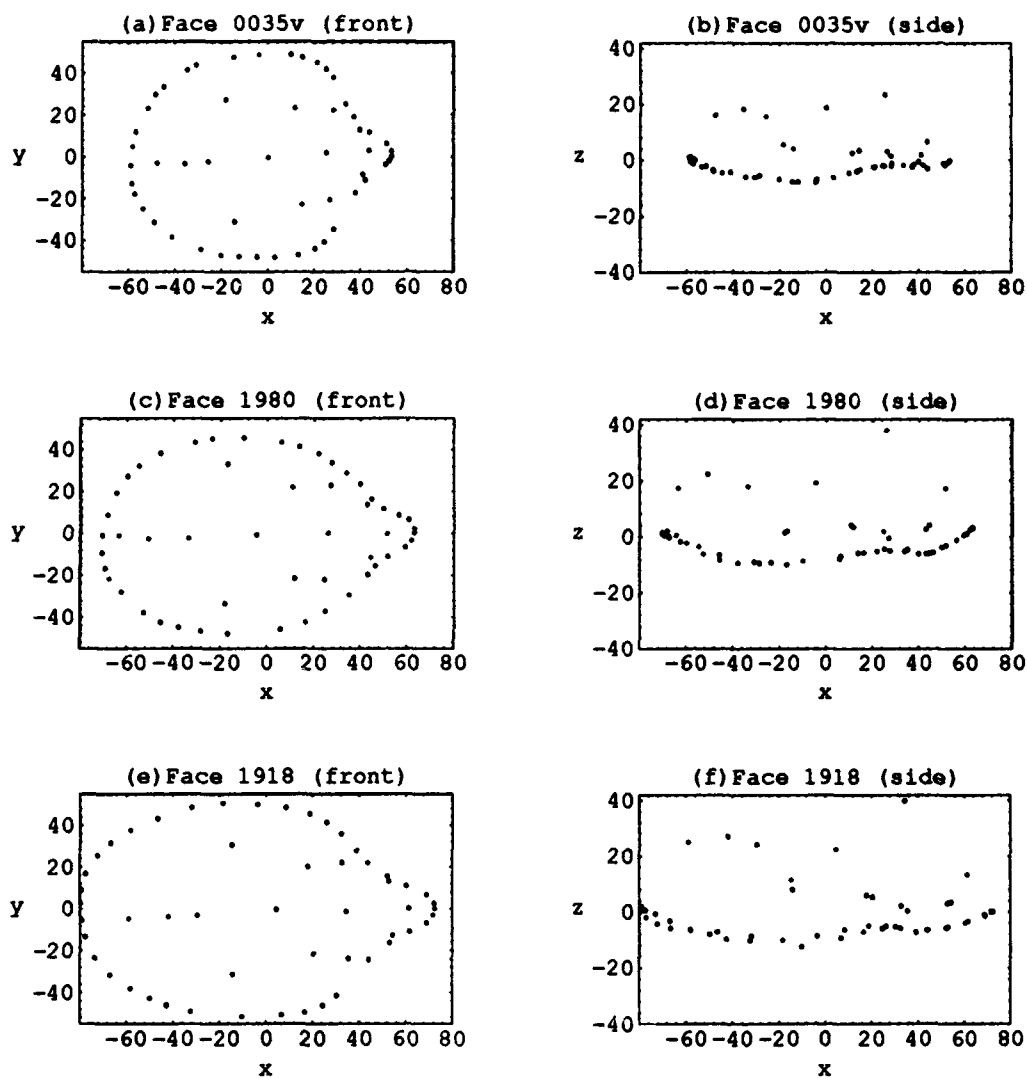 (a)Face 0035v (front)
(b)Face 0035v (side)
40
20
y 0
-20
-40
-60 -40 -20 0 20 40 60 80
x
40
20
z 0
-20
-40
-60 -40 -20 0 20 40 60 80
x
(c)Face 1980 (front)
(d)Face 1980 (side)
40
20
y 0
-20
-40
-60 -40 -20 0 20 40 60 80
x
40
20
z 0
-20
-40
-60 -40 -20 0 20 40 60 80
x
(e)Face 1918 (front)
(f)Face 1918 (side)
40
20
y 0
-20
-40
-60 -40 -20 0 20 40 60 80
x
40
20
z 0
-20
-40
-60 -40 -20 0 20 40 60 80
x